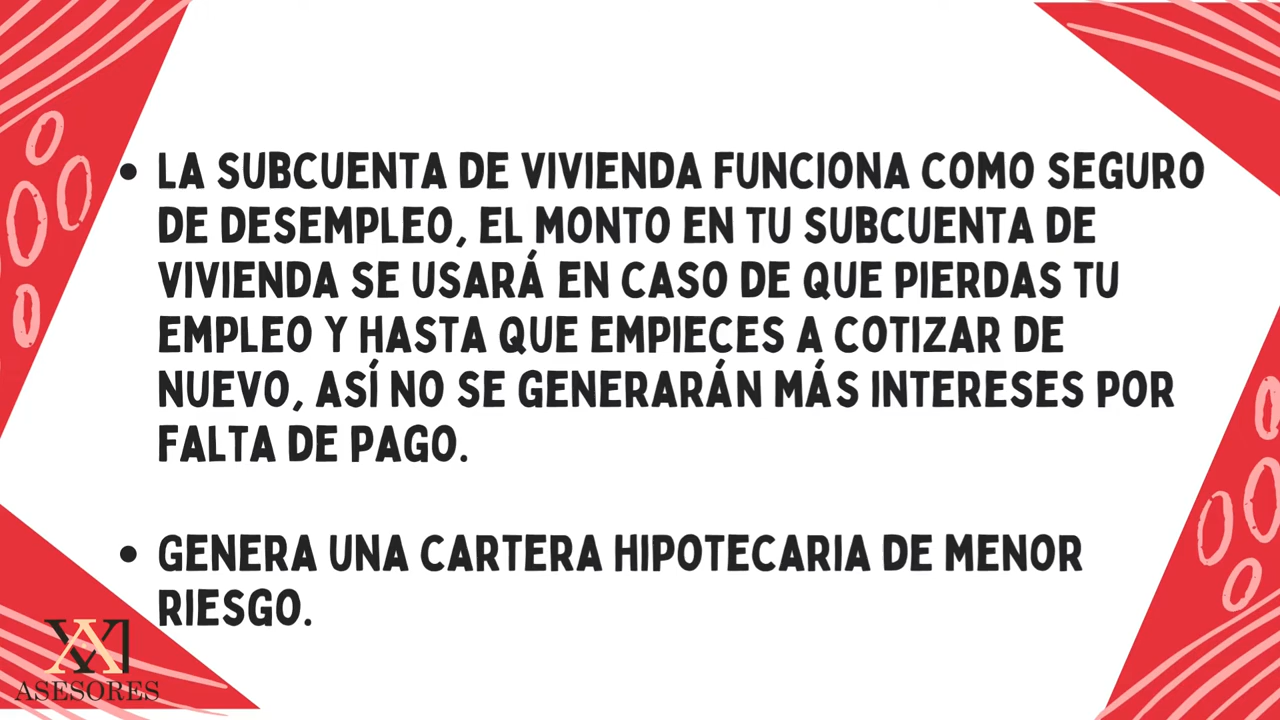 • LA SUBCUENTA DE VIVIENDA FUNCIONA COMO SEGURO
DE DESEMPLEO, EL MONTO EN TU SUBCUENTA DE
VIVIENDA SE USARÁ EN CASO DE QUE PIERDAS TU
EMPLEO Y HASTA QUE EMPIECES A COTIZAR DE
NUEVO, ASÍ NO SE GENERARÁN MÁS INTERESES POR
FALTA DE PAGO.
• GENERA UNA CARTERA HIPOTECARIA DE MENOR
RIESGO.
ASESORES